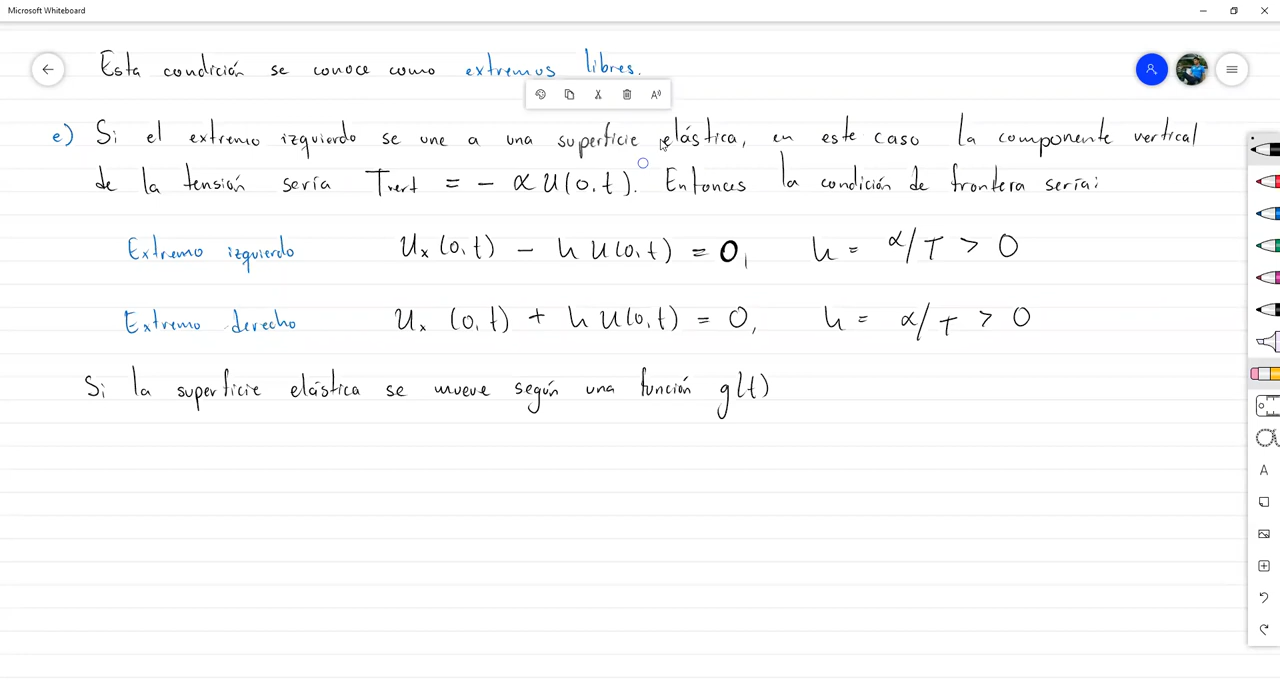 Microsoft Whiteboard
Esta condición se conoce como extremos libres.
e) Si el extremo izquierdo se une a una superficie elástica, en este caso la componente vertical
de la tensión sería Tvert = - α u(0,t). Entonces la condición de frontera sería:
Extremo izquierdo ux(0,t) - h u(0,t) = 0, h = α/T > 0
Extremo derecho ux(0,t) + h u(0,t) = 0, h = α/T > 0
Si la superficie elástica se mueve según una función g(t)